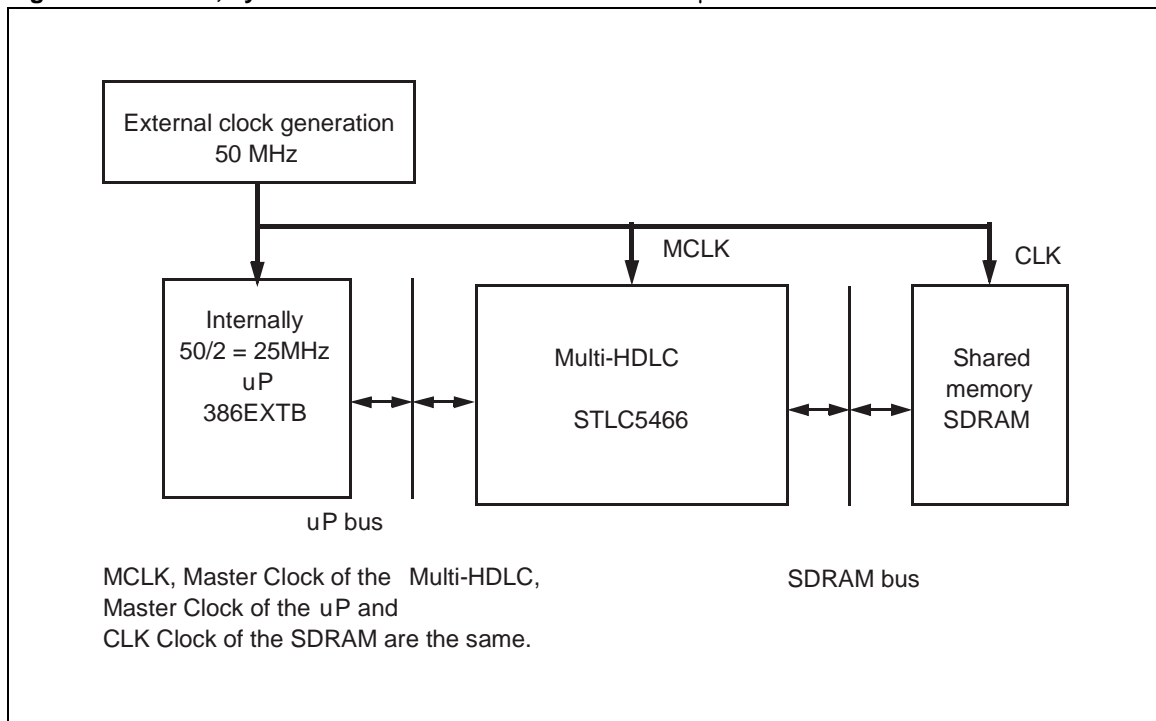 External clock generation
50 MHz
MCLK
CLK
Internally
50/2 = 25MHz
uP
386EXTB
Multi-HDLC
STLC5466
Shared
memory
SDRAM
uP bus
SDRAM bus
MCLK, Master Clock of the Multi-HDLC,
Master Clock of the uP and
CLK Clock of the SDRAM are the same.